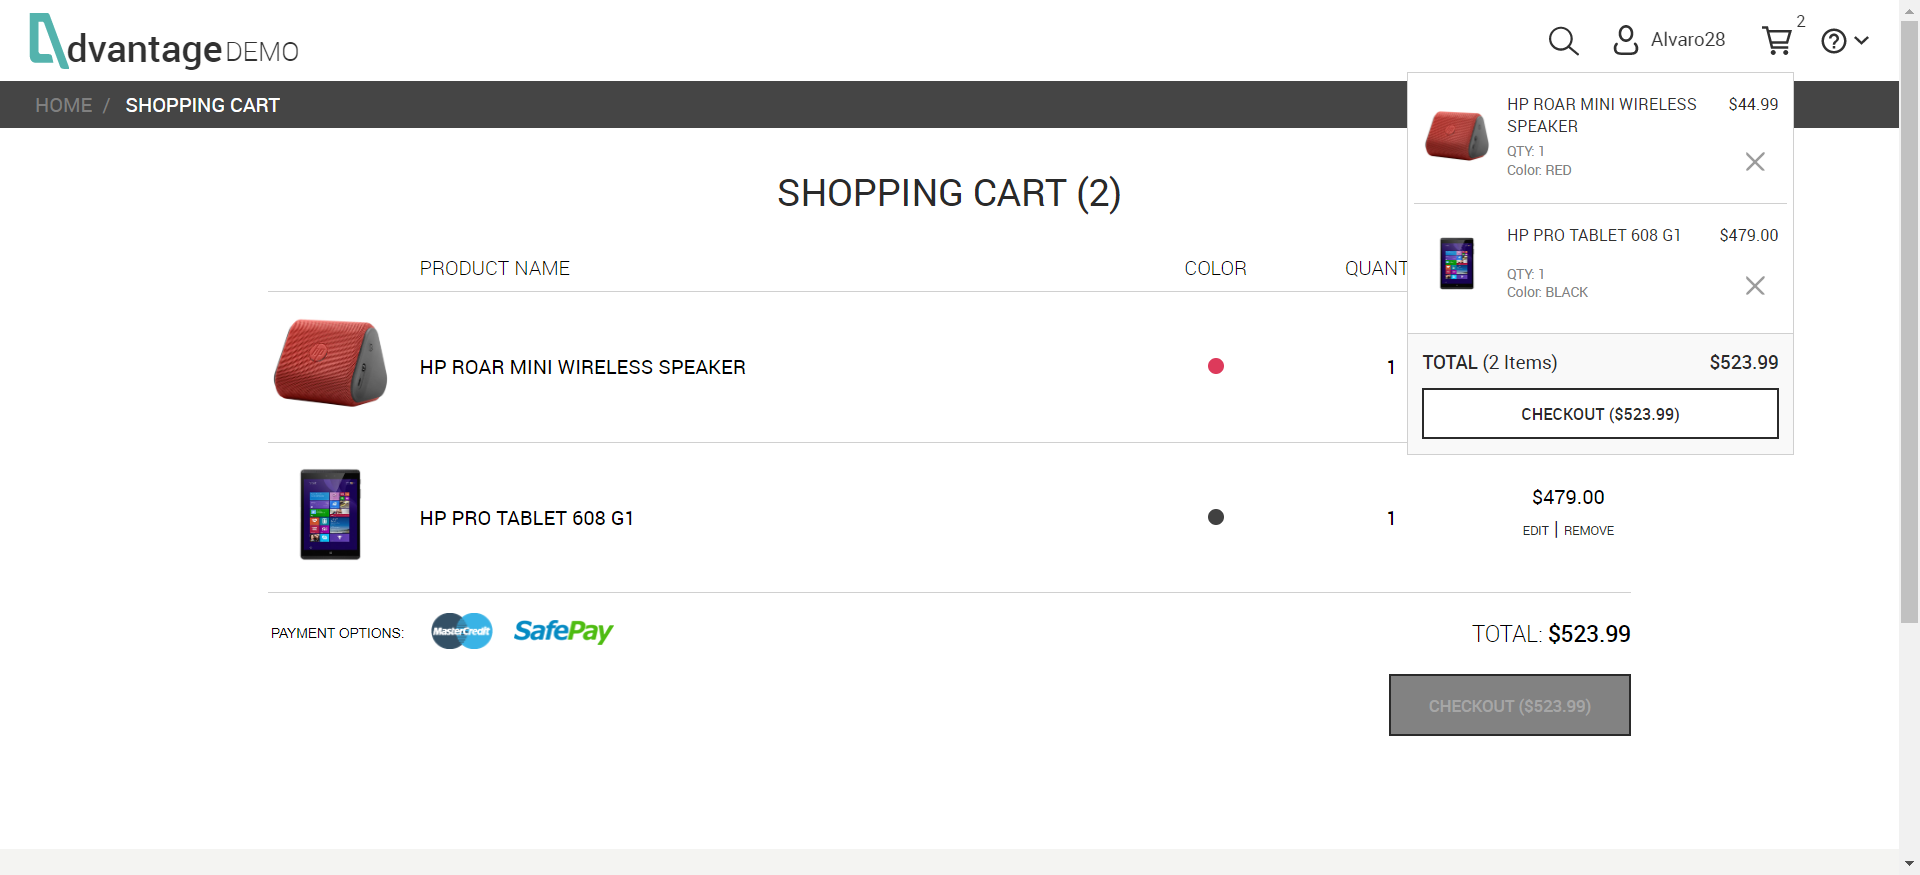 dvantage DEMO
Alvaro28
2
HOME / SHOPPING CART
HP ROAR MINI WIRELESS SPEAKER
$44.99
QTY: 1
Color: RED
HP PRO TABLET 608 G1
$479.00
QTY: 1
Color: BLACK
TOTAL (2 Items)
$523.99
CHECKOUT ($523.99)
SHOPPING CART (2)
PRODUCT NAME
COLOR
QUANT
HP ROAR MINI WIRELESS SPEAKER
1
HP PRO TABLET 608 G1
1
$479.00
EDIT | REMOVE
PAYMENT OPTIONS:
MasterCredit
SafePay
TOTAL: $523.99
CHECKOUT ($523.99)